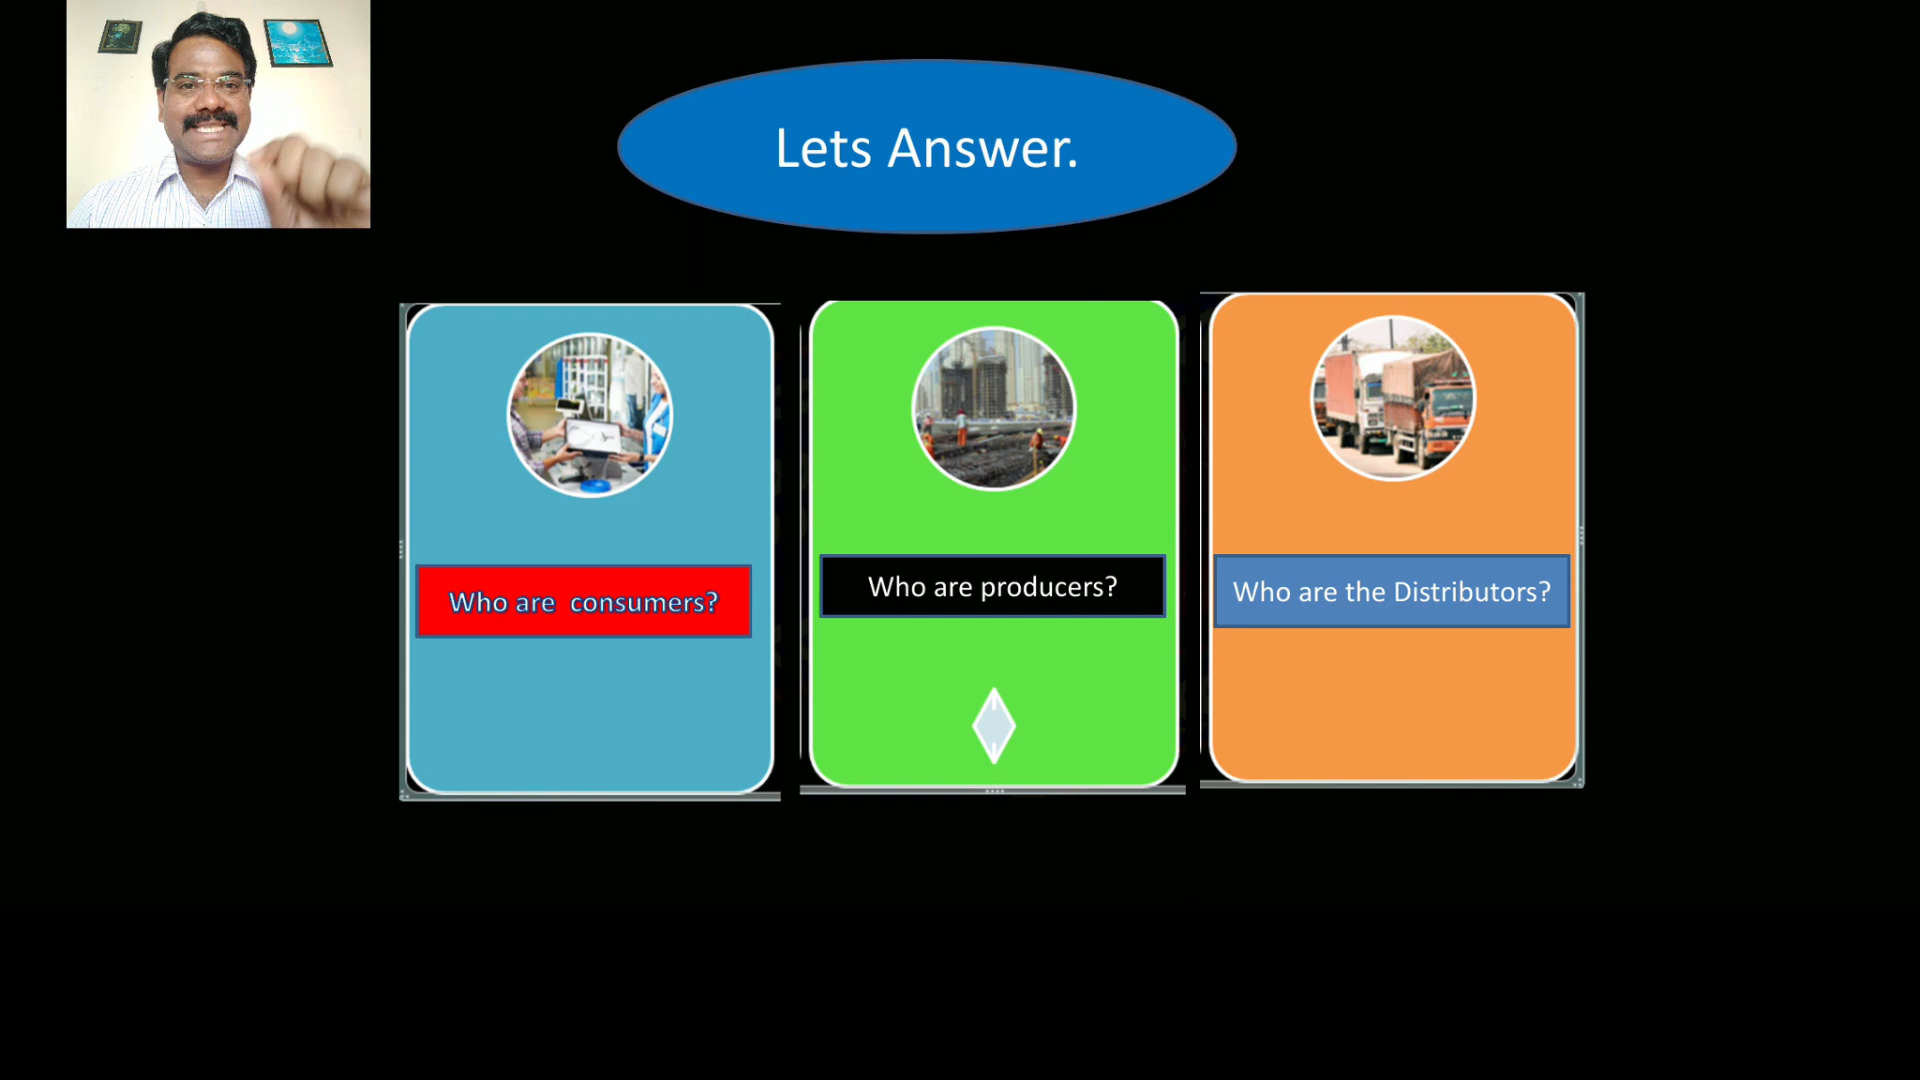 Lets Answer.
Who are consumers?
Who are producers?
Who are the Distributors?